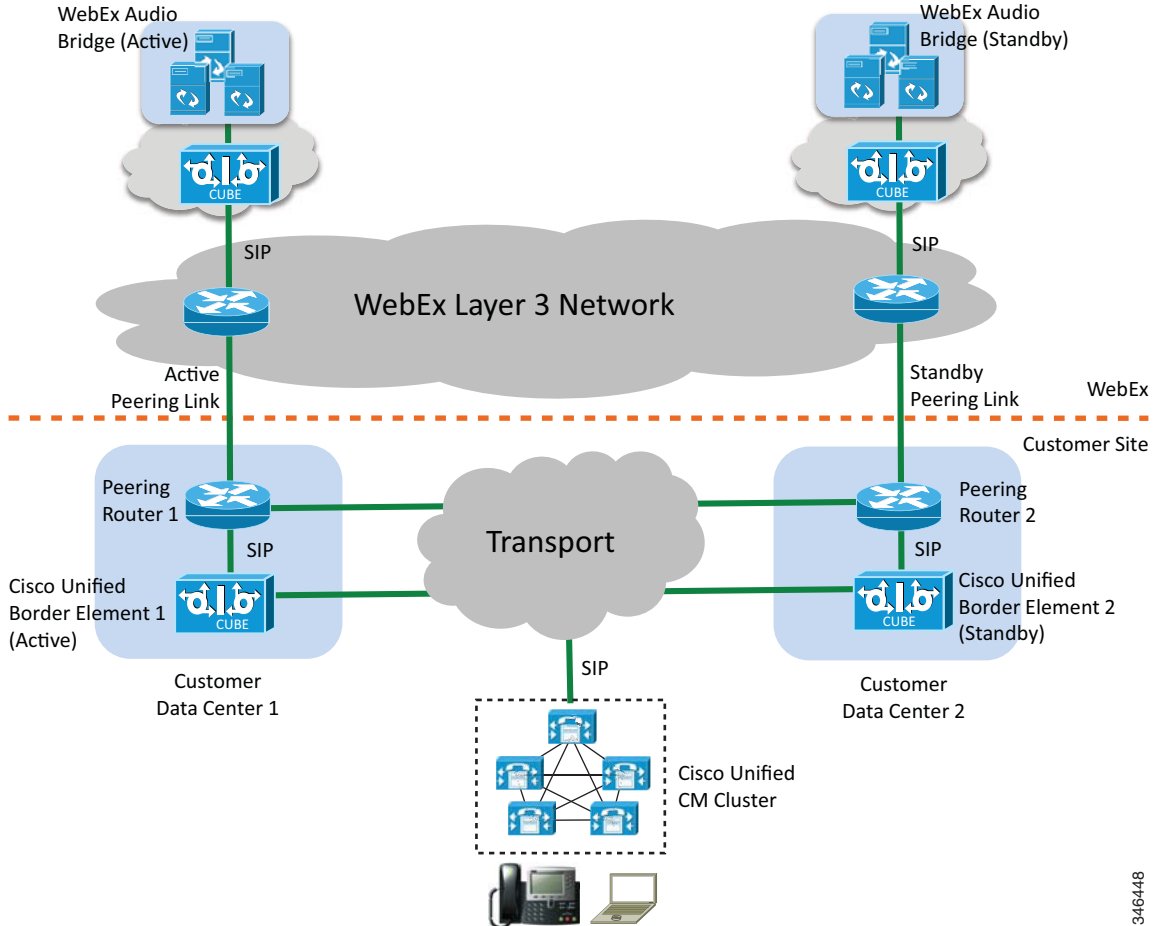 WebEx Audio
Bridge (Active)
WebEx Audio
Bridge (Standby)
CUBE
CUBE
SIP
SIP
WebEx Layer 3 Network
Active
Peering Link
Standby
Peering Link
WebEx
Customer Site
Peering
Router 1
Peering
Router 2
Transport
SIP
SIP
Cisco Unified
Border Element 1
(Active)
CUBE
CUBE
Cisco Unified
Border Element 2
(Standby)
SIP
Customer
Data Center 1
Customer
Data Center 2
Cisco Unified
CM Cluster
346448